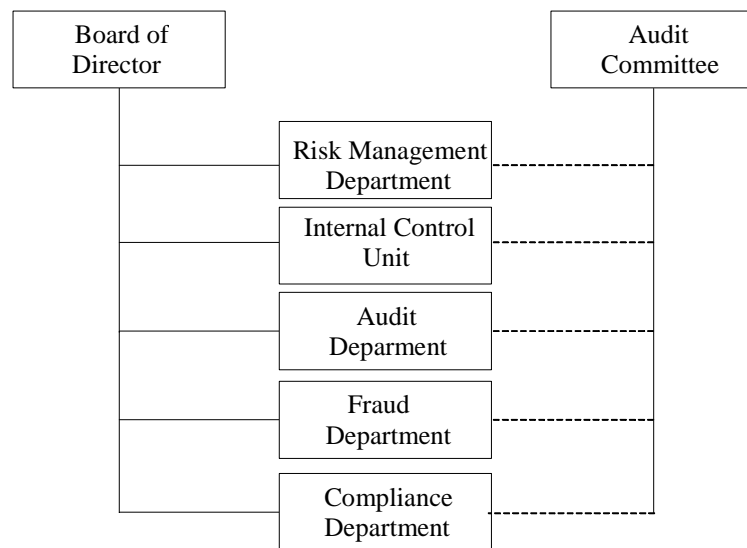 Board of
Director
Audit
Committee
Risk Management
Department
Internal Control
Unit
Audit
Deparment
Fraud
Department
Compliance
Department